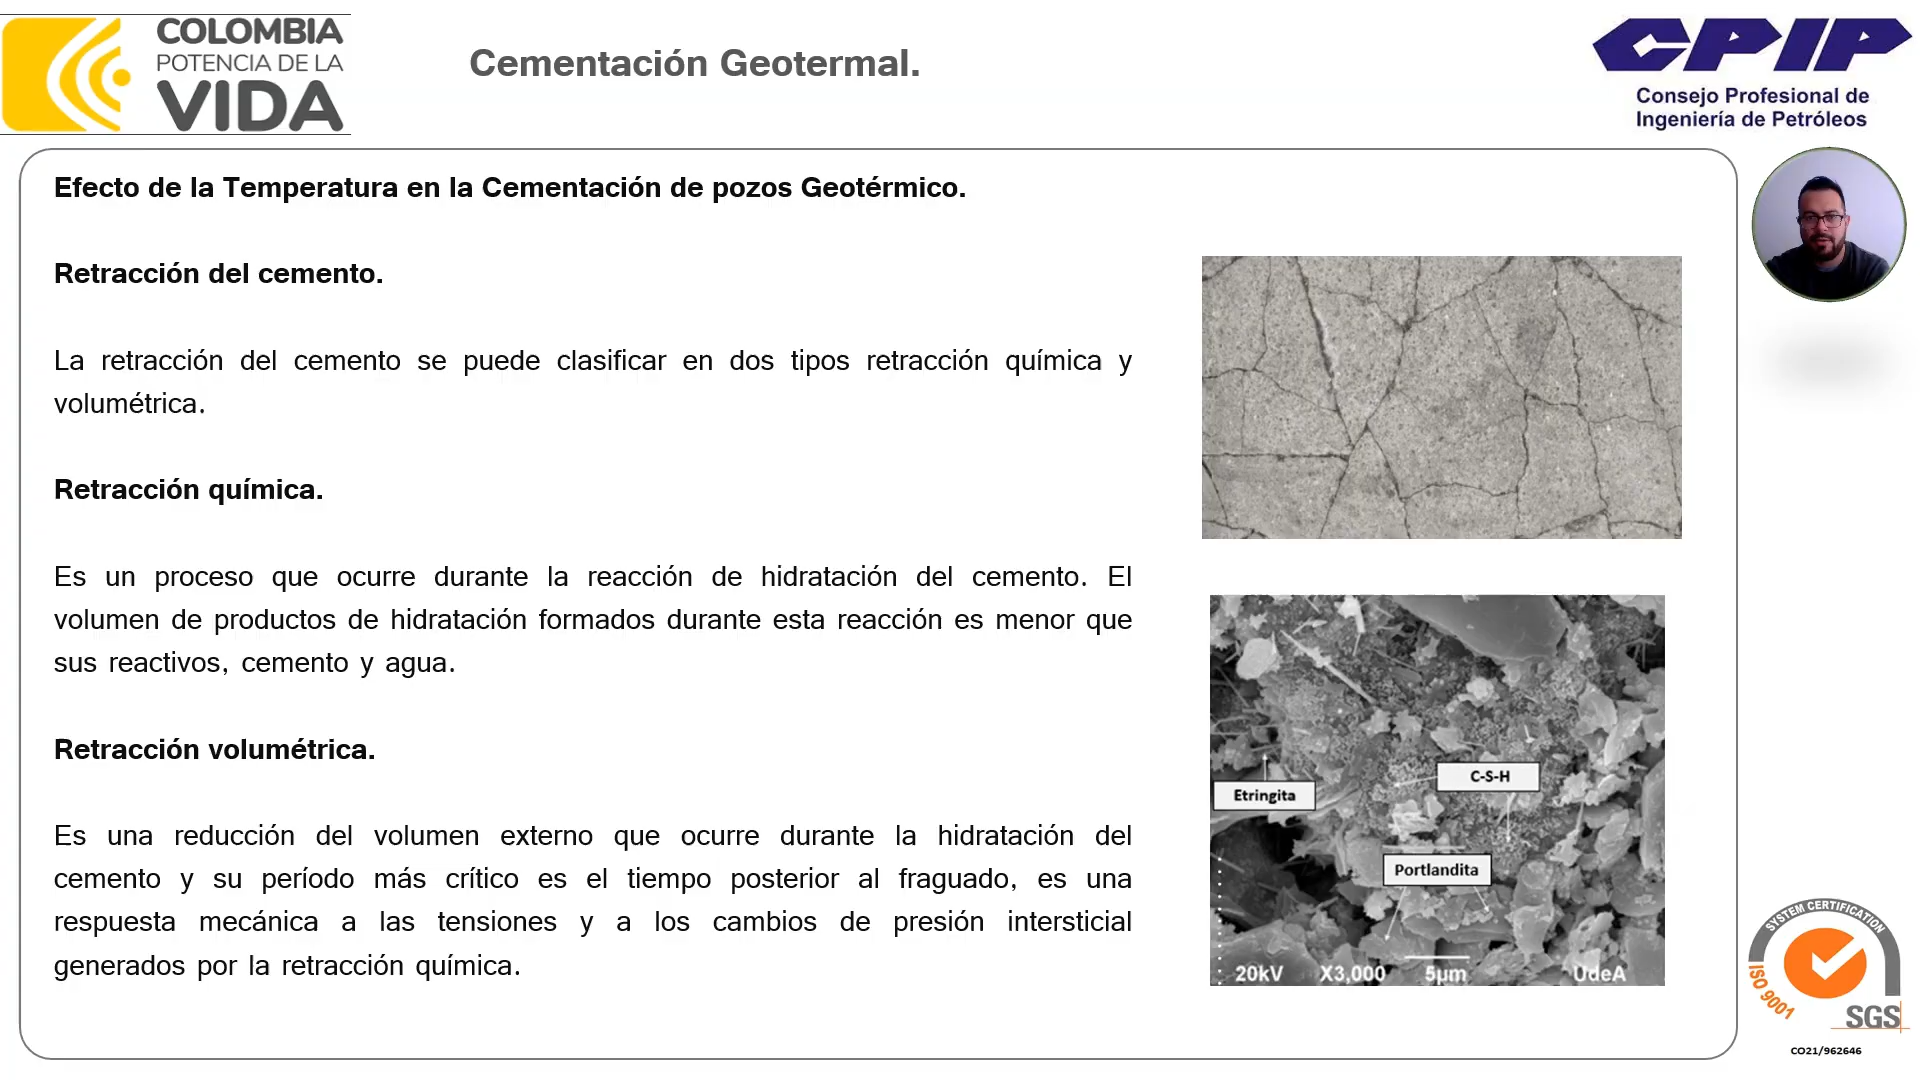 COLOMBIA
POTENCIA DE LA
VIDA
Cementación Geotermal.
CPIP
Consejo Profesional de
Ingeniería de Petróleos
Efecto de la Temperatura en la Cementación de pozos Geotérmico.
Retracción del cemento.
La retracción del cemento se puede clasificar en dos tipos retracción química y
volumétrica.
Retracción química.
Es un proceso que ocurre durante la reacción de hidratación del cemento. El
volumen de productos de hidratación formados durante esta reacción es menor que
sus reactivos, cemento y agua.
Retracción volumétrica.
Es una reducción del volumen externo que ocurre durante la hidratación del
cemento y su período más crítico es el tiempo posterior al fraguado, es una
respuesta mecánica a las tensiones y a los cambios de presión intersticial
generados por la retracción química.
C-S-H
Etringita
Portlandita
20kV X3,000 5µm UdeA
SYSTEM CERTIFICATION
ISO 9001
SGS
CO21/962646